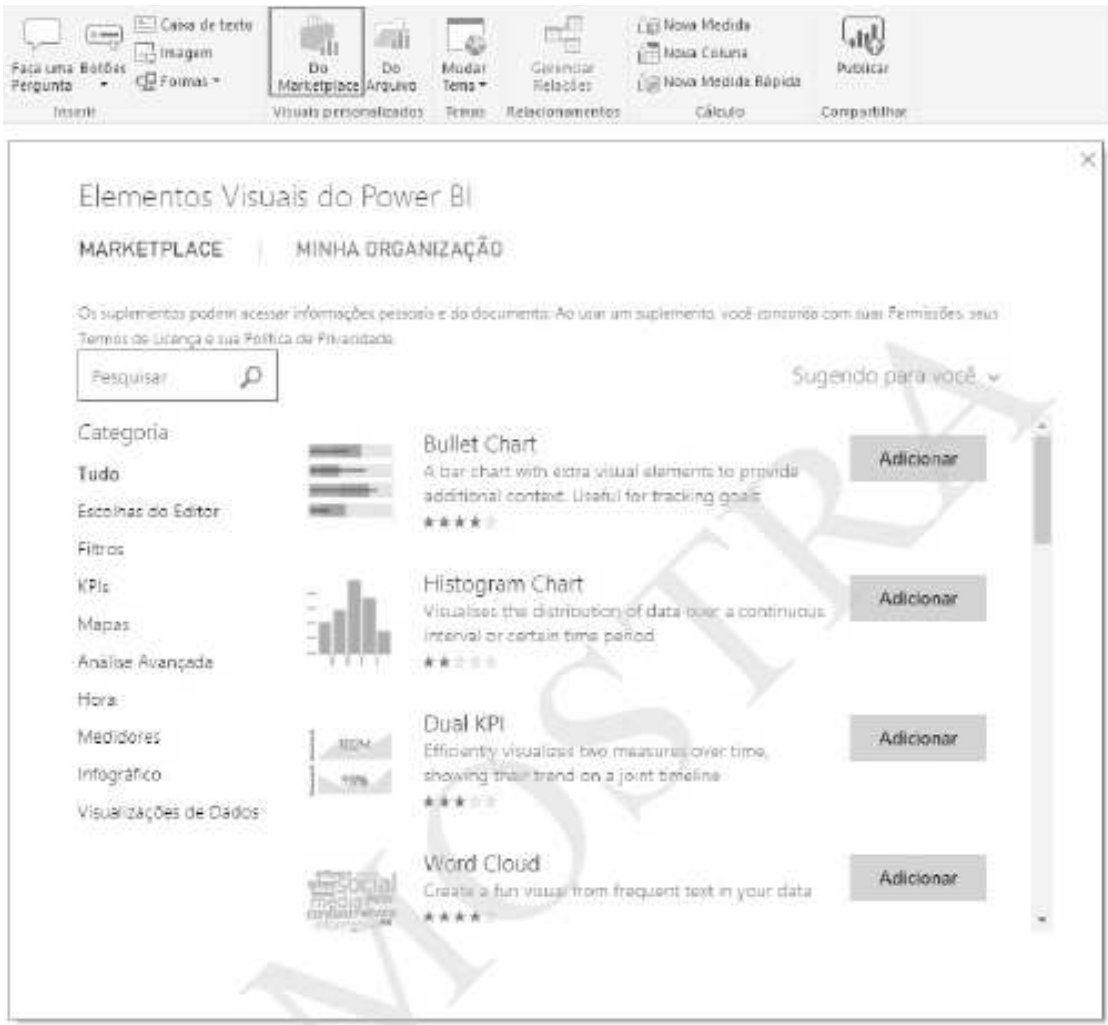 Faça uma Pergunta
Botões
Caixa de texto
Imagem
Formas
Inserir
Do Marketplace
Do Arquivo
Visuais personalizados
Mudar Tema
Temas
Gerenciar Relações
Relacionamentos
Nova Medida
Nova Coluna
Nova Medida Rápida
Cálculo
Publicar
Compartilhar
Elementos Visuais do Power BI
MARKETPLACE | MINHA ORGANIZAÇÃO
Os suplementos podem acessar informações pessoais e do documento. Ao usar um suplemento, você concorda com suas Permissões, seus
Termos de Licença e sua Política de Privacidade.
Pesquisar
Sugerido para você
Categoria
Tudo
Escolhas do Editor
Filtros
KPIs
Mapas
Análise Avançada
Hora
Medidores
Infográfico
Visualizações de Dados
Bullet Chart
A bar chart with extra visual elements to provide
additional context. Useful for tracking goals
Adicionar
Histogram Chart
Visualises the distribution of data over a continuous
interval or certain time period
Adicionar
Dual KPI
Efficiently visualizes two measures over time,
showing their trend on a joint timeline
Adicionar
Word Cloud
Create a fun visual from frequent text in your data
Adicionar
social
media
MOSTRA